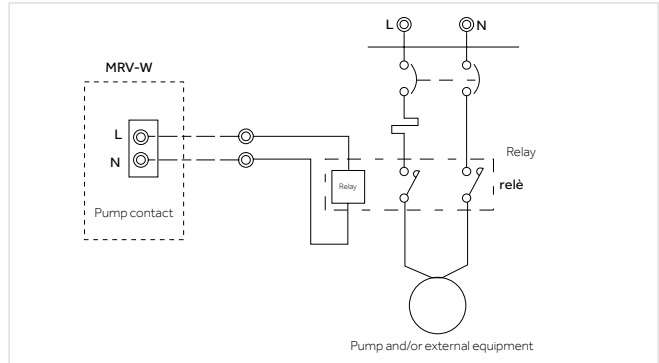 L N
MRV-W
L
N
Relay
Relay
relè
Pump contact
Pump and/or external equipment